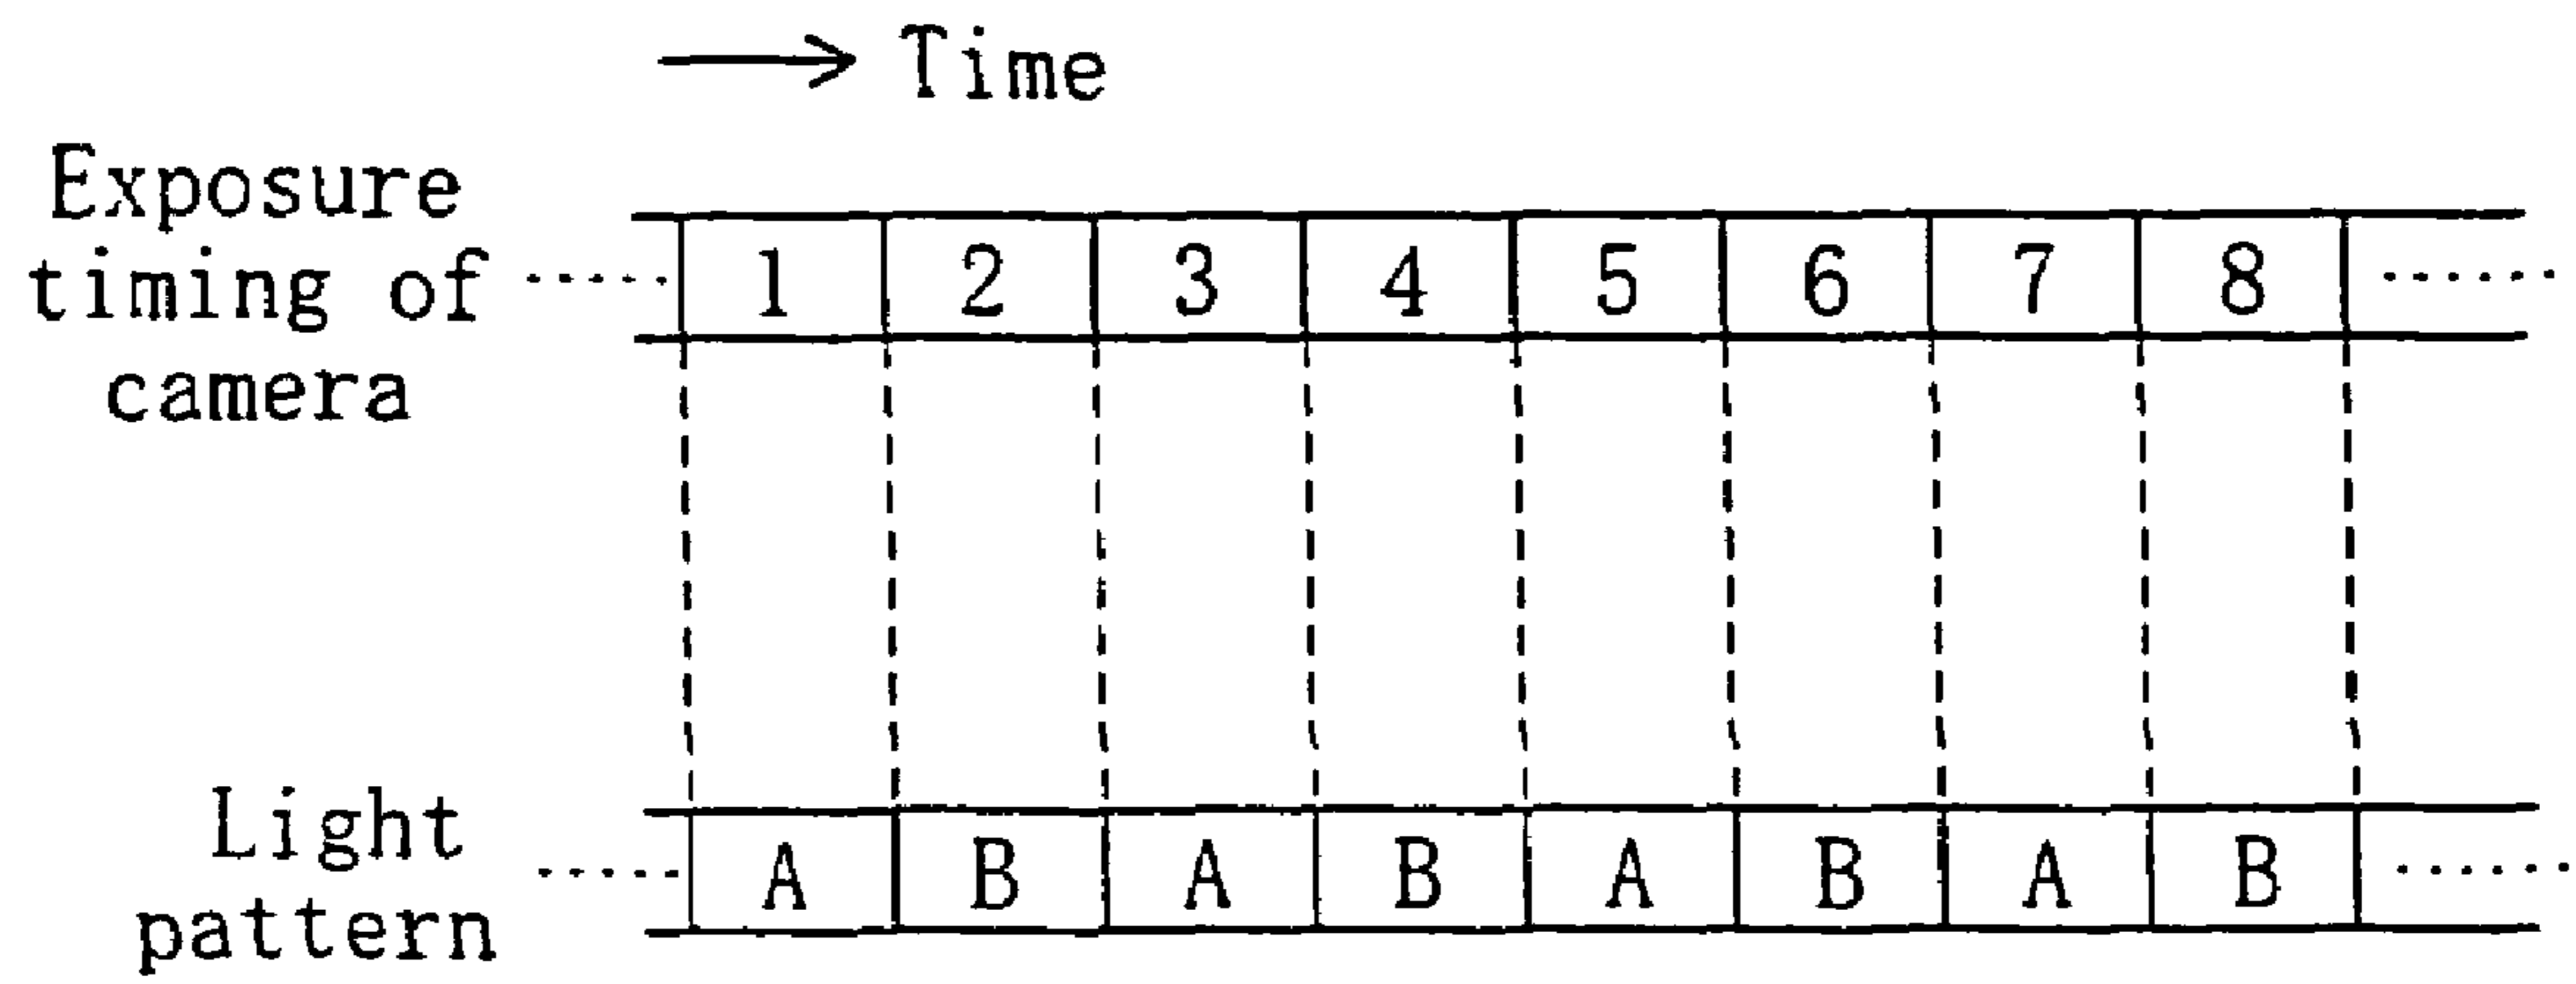 Time
Exposure
timing of
camera
1 2 3 4 5 6 7 8
Light
pattern
A B A B A B A B